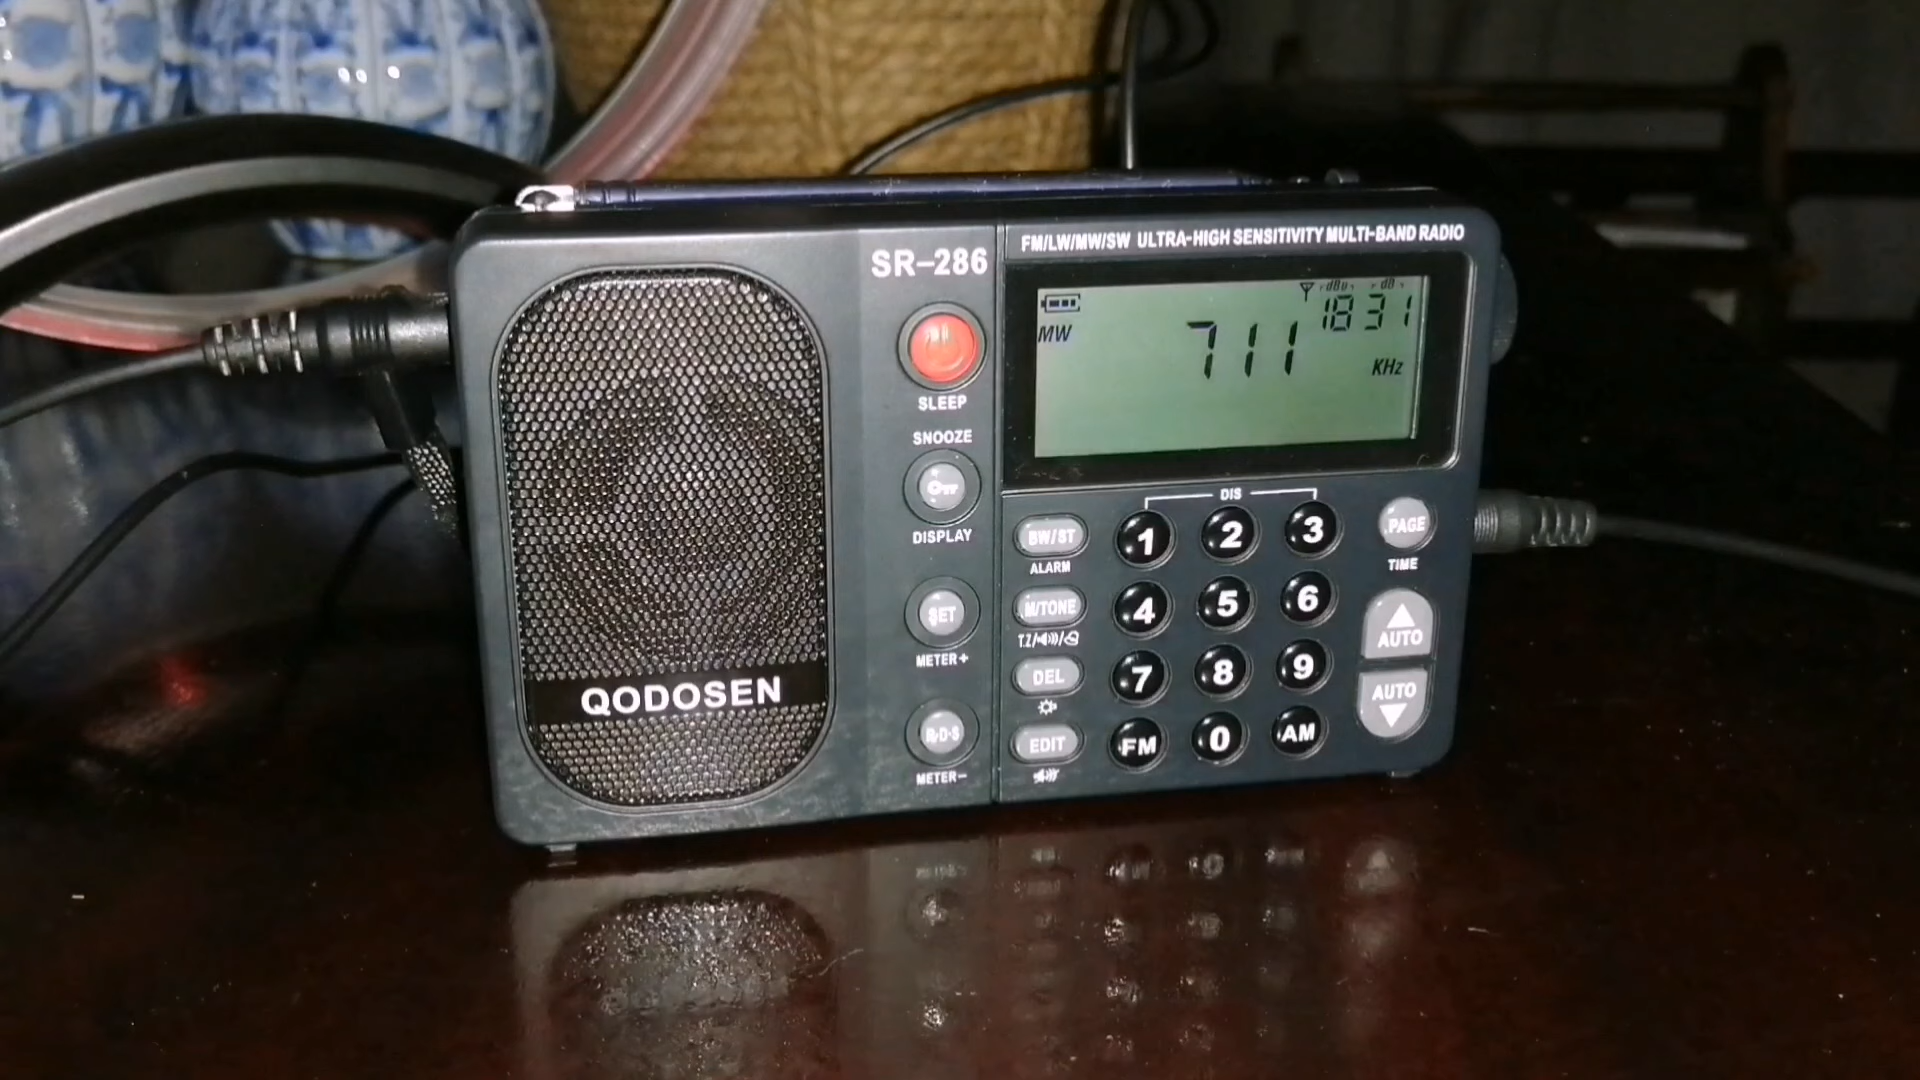 SR-286
FM/LW/MW/SW ULTRA-HIGH SENSITIVITY MULTI-BAND RADIO
dBμ dB
18 31
MW 711
KHz
SLEEP
SNOOZE
DISPLAY
SET
METER+
R·D·S
METER-
DIS
BW/ST 1 2 3 PAGE
ALARM TIME
M/TONE 4 5 6 AUTO
T.Z/
DEL 7 8 9 AUTO
EDIT FM 0 AM
QODOSEN